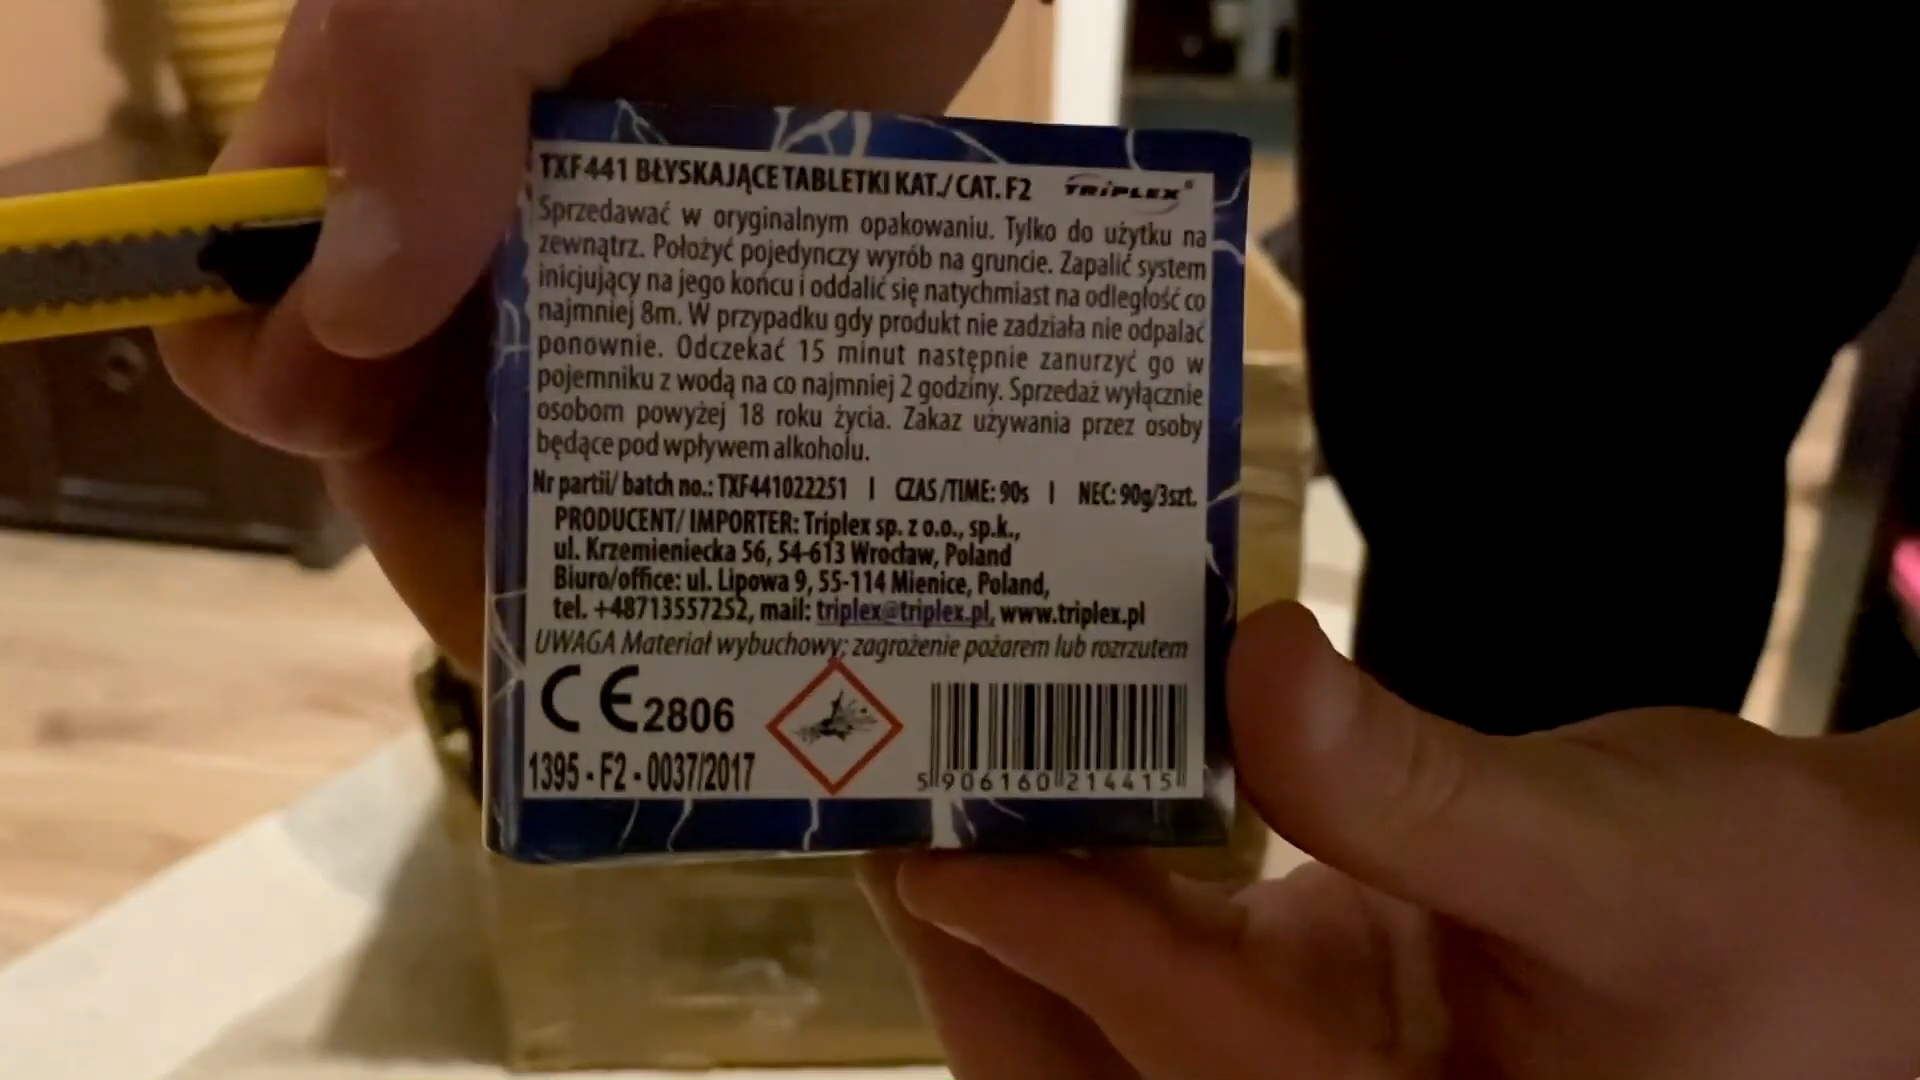 TXF441 BŁYSKAJĄCE TABLETKI KAT./ CAT. F2 TRIPLEX®
Sprzedawać w oryginalnym opakowaniu. Tylko do użytku na
zewnątrz. Położyć pojedynczy wyrób na gruncie. Zapalić system
inicjujący na jego końcu i oddalić się natychmiast na odległość co
najmniej 8m. W przypadku gdy produkt nie zadziała nie odpalać
ponownie. Odczekać 15 minut następnie zanurzyć go w
pojemniku z wodą na co najmniej 2 godziny. Sprzedaż wyłącznie
osobom powyżej 18 roku życia. Zakaz używania przez osoby
będące pod wpływem alkoholu.
Nr partii/ batch no.: TXF441022251 | CZAS /TIME: 90s | NEC: 90g/3szt.
PRODUCENT/ IMPORTER: Triplex sp. z o.o., sp.k.,
ul. Krzemieniecka 56, 54-613 Wrocław, Poland
Biuro/office: ul. Lipowa 9, 55-114 Mienice, Poland,
tel. +48713557252, mail: triplex@triplex.pl, www.triplex.pl
UWAGA Materiał wybuchowy; zagrożenie pożarem lub rozrzutem
CE 2806
1395 - F2 - 0037/2017
5 906160 214415